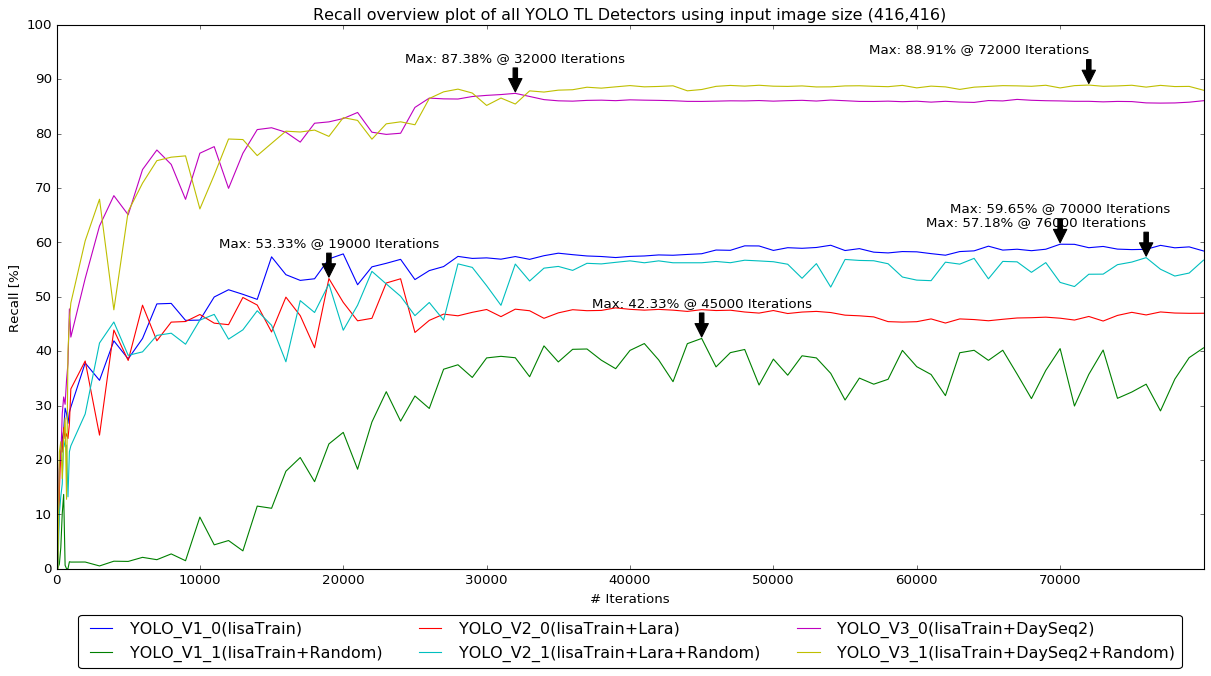 Recall overview plot of all YOLO TL Detectors using input image size (416,416)
100
90
80
70
60
50
40
30
20
10
0
Recall [%]
Max: 87.38% @ 32000 Iterations
Max: 88.91% @ 72000 Iterations
Max: 59.65% @ 70000 Iterations
Max: 57.18% @ 76000 Iterations
Max: 53.33% @ 19000 Iterations
Max: 42.33% @ 45000 Iterations
0 10000 20000 30000 40000 50000 60000 70000
# Iterations
YOLO_V1_0(lisaTrain) YOLO_V2_0(lisaTrain+Lara) YOLO_V3_0(lisaTrain+DaySeq2)
YOLO_V1_1(lisaTrain+Random) YOLO_V2_1(lisaTrain+Lara+Random) YOLO_V3_1(lisaTrain+DaySeq2+Random)